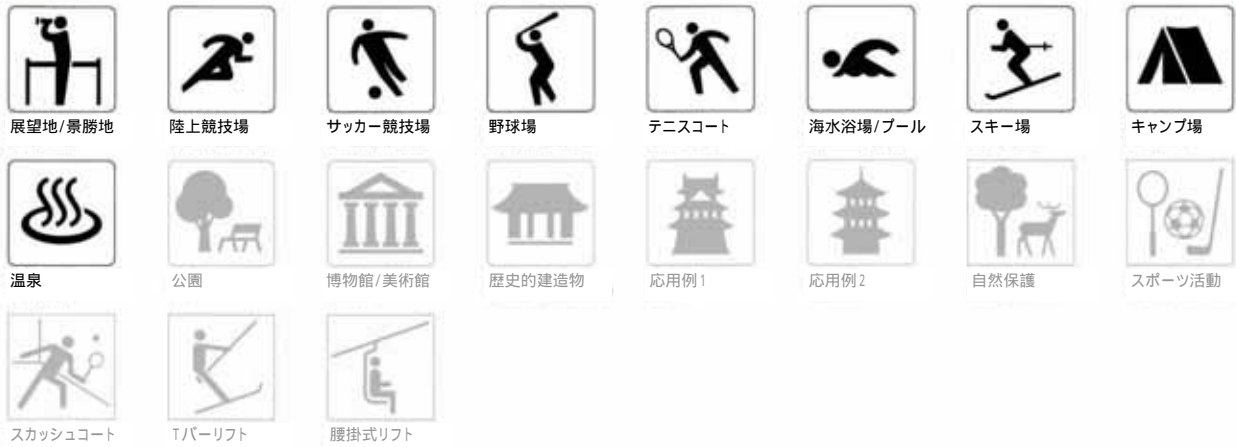 展望地/景勝地
陸上競技場
サッカー競技場
野球場
テニスコート
海水浴場/プール
スキー場
キャンプ場
温泉
公園
博物館/美術館
歴史的建造物
応用例1
応用例2
自然保護
スポーツ活動
スカッシュコート
Tバーリフト
腰掛式リフト